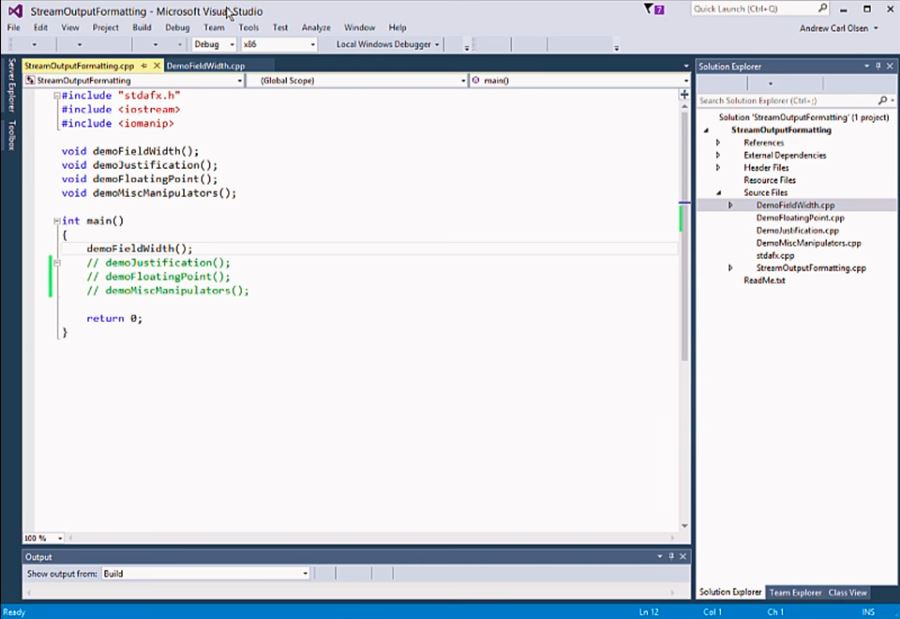 StreamOutputFormatting - Microsoft Visual Studio
7
Quick Launch (Ctrl+Q)
File Edit View Project Build Debug Team Tools Test Analyze Window Help
Andrew Carl Olsen
Debug x86 Local Windows Debugger
Server Explorer
Toolbox
StreamOutputFormatting.cpp DemoFieldWidth.cpp
StreamOutputFormatting (Global Scope) main()
#include "stdafx.h"
#include <iostream>
#include <iomanip>
void demoFieldWidth();
void demoJustification();
void demoFloatingPoint();
void demoMiscManipulators();
int main()
{
demoFieldWidth();
// demoJustification();
// demoFloatingPoint();
// demoMiscManipulators();
return 0;
}
100 %
Solution Explorer
Search Solution Explorer (Ctrl+;)
Solution 'StreamOutputFormatting' (1 project)
StreamOutputFormatting
References
External Dependencies
Header Files
Resource Files
Source Files
DemoFieldWidth.cpp
DemoFloatingPoint.cpp
DemoJustification.cpp
DemoMiscManipulators.cpp
stdafx.cpp
StreamOutputFormatting.cpp
ReadMe.txt
Output
Show output from: Build
Solution Explorer Team Explorer Class View
Ready Ln 12 Col 1 Ch 1 INS